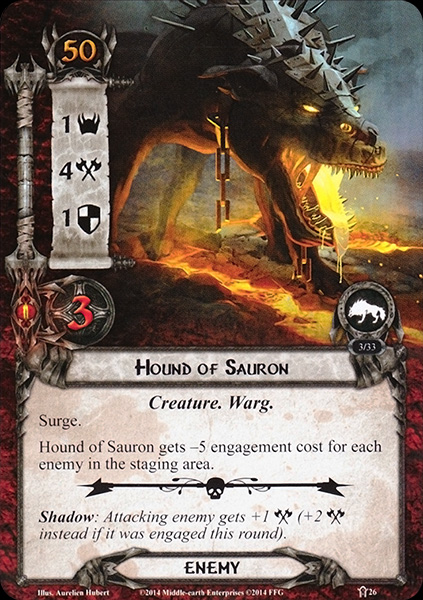 50
1
4
1
3
3/33
Hound of Sauron
Creature. Warg.
Surge.
Hound of Sauron gets –5 engagement cost for each
enemy in the staging area.
Shadow: Attacking enemy gets +1 (+2
instead if it was engaged this round).
ENEMY
Illus. Aurelien Hubert ©2014 Middle-earth Enterprises ©2014 FFG 26